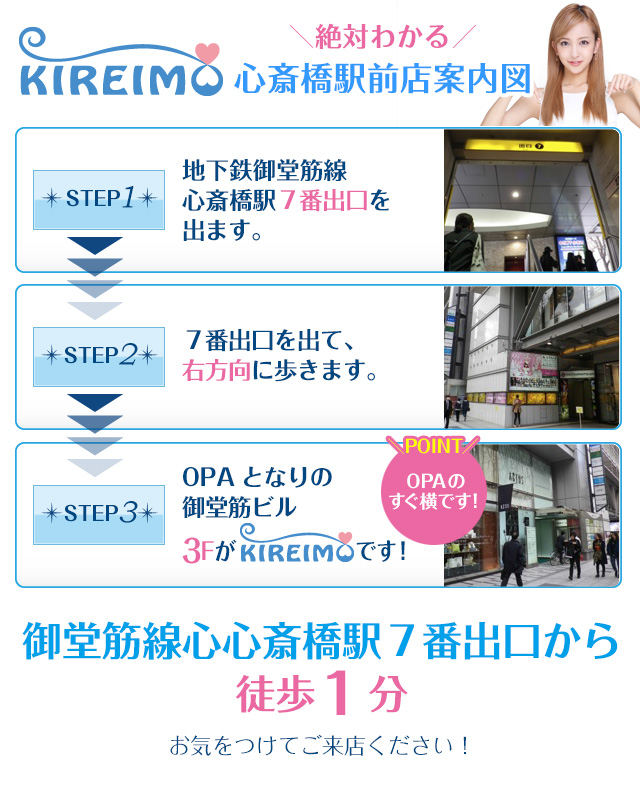 ＼絶対わかる／
KIREIMO 心斎橋駅前店案内図
STEP1
地下鉄御堂筋線
心斎橋駅７番出口を
出ます。
STEP2
７番出口を出て、
右方向に歩きます。
STEP3
OPAとなりの
御堂筋ビル
3FがKIREIMOです！
＼POINT／
OPAの
すぐ横です！
御堂筋線心心斎橋駅７番出口から
徒歩１分
お気をつけてご来店ください！